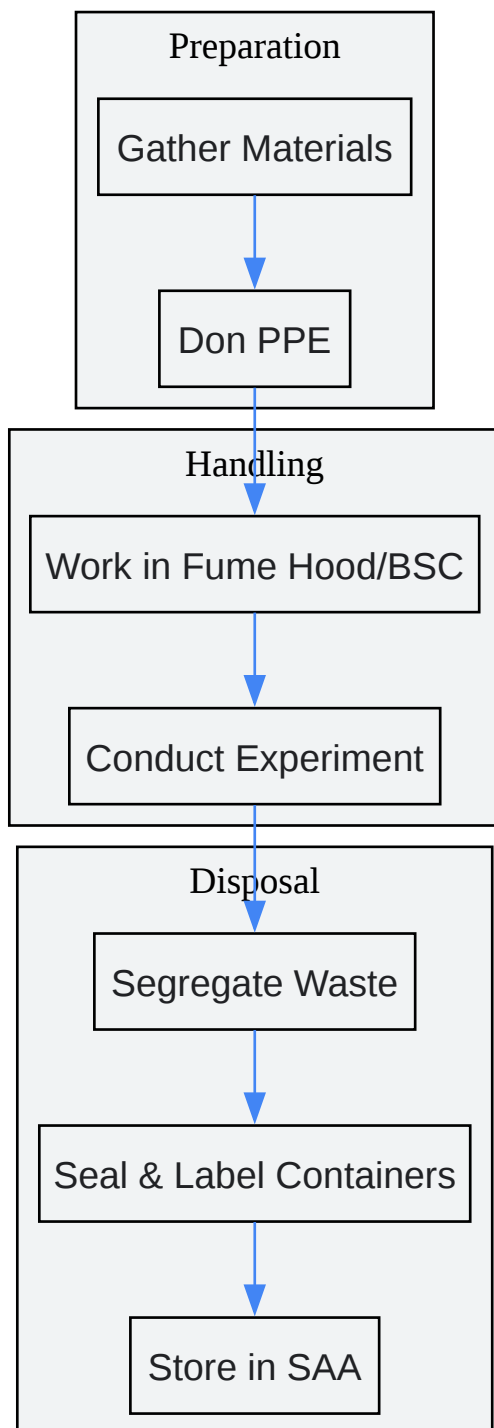 Preparation
Gather Materials
Don PPE
Handling
Work in Fume Hood/BSC
Conduct Experiment
Disposal
Segregate Waste
Seal & Label Containers
Store in SAA